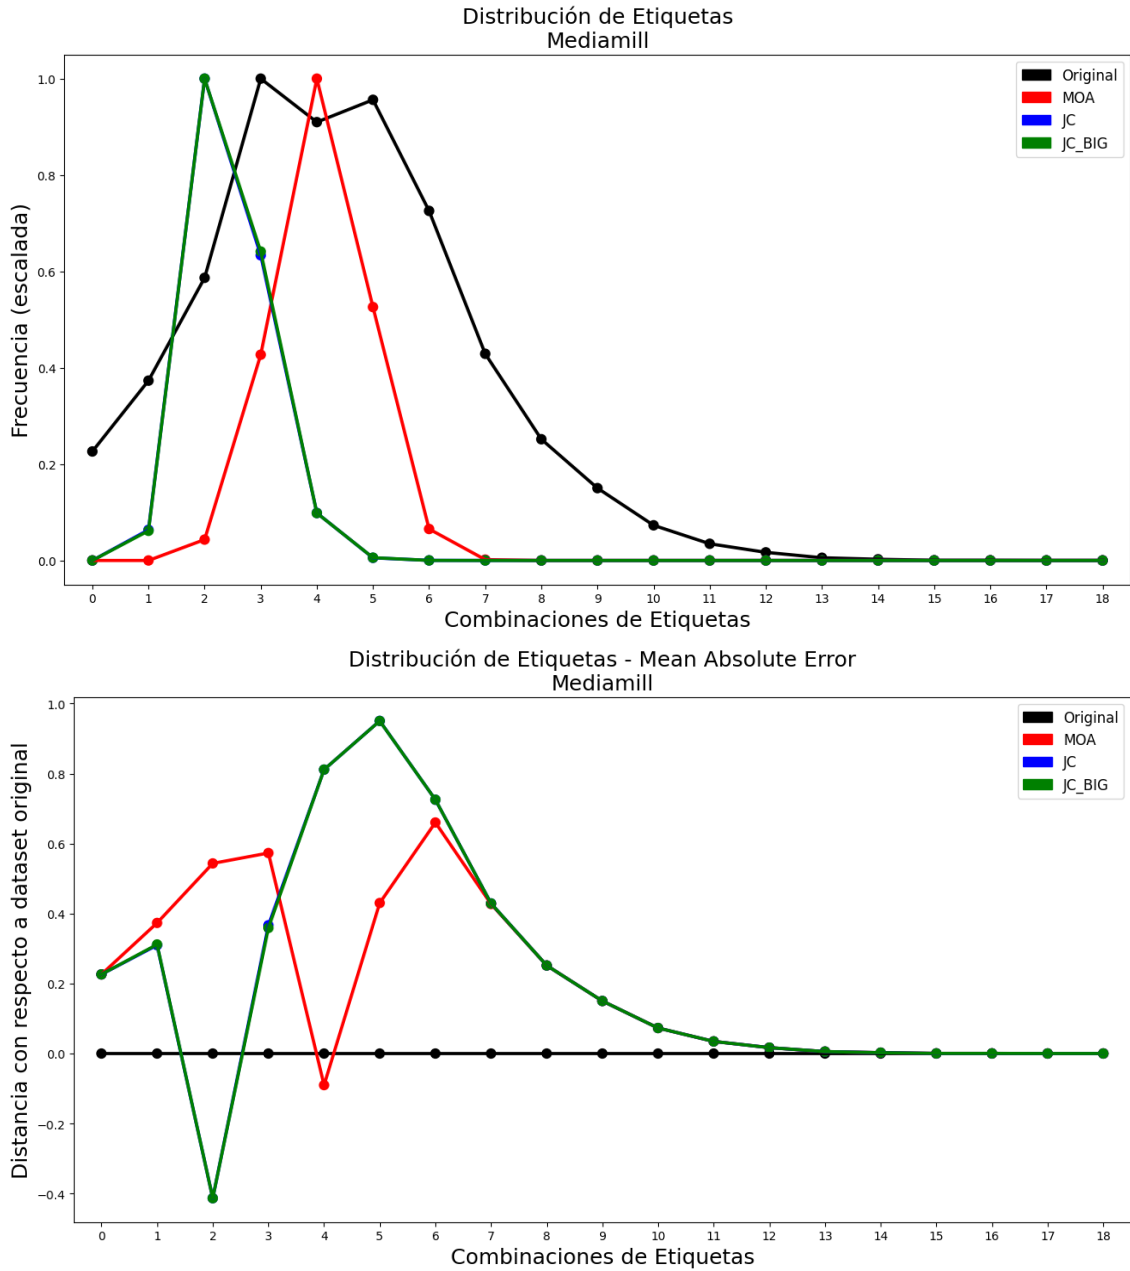 Distribución de Etiquetas
Mediamill
Frecuencia (escalada)
1.0
0.8
0.6
0.4
0.2
0.0
Original
MOA
JC
JC_BIG
0 1 2 3 4 5 6 7 8 9 10 11 12 13 14 15 16 17 18
Combinaciones de Etiquetas
Distribución de Etiquetas - Mean Absolute Error
Mediamill
Distancia con respecto a dataset original
1.0
0.8
0.6
0.4
0.2
0.0
−0.2
−0.4
Original
MOA
JC
JC_BIG
0 1 2 3 4 5 6 7 8 9 10 11 12 13 14 15 16 17 18
Combinaciones de Etiquetas